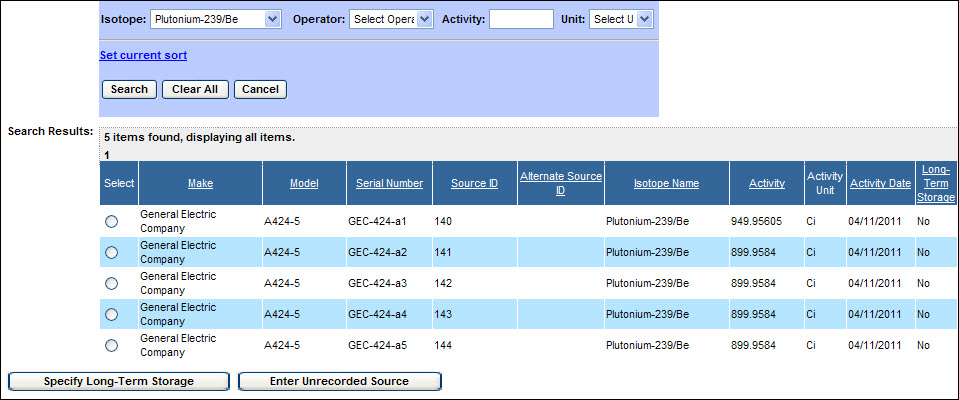 Isotope: Plutonium-239/Be Operator: Select Opera Activity: Unit: Select U
Set current sort
Search Clear All Cancel
Search Results:
5 items found, displaying all items.
1
Select Make Model Serial Number Source ID Alternate Source ID Isotope Name Activity Activity Unit Activity Date Long-Term Storage
General Electric Company A424-5 GEC-424-a1 140 Plutonium-239/Be 949.95605 Ci 04/11/2011 No
General Electric Company A424-5 GEC-424-a2 141 Plutonium-239/Be 899.9584 Ci 04/11/2011 No
General Electric Company A424-5 GEC-424-a3 142 Plutonium-239/Be 899.9584 Ci 04/11/2011 No
General Electric Company A424-5 GEC-424-a4 143 Plutonium-239/Be 899.9584 Ci 04/11/2011 No
General Electric Company A424-5 GEC-424-a5 144 Plutonium-239/Be 899.9584 Ci 04/11/2011 No
Specify Long-Term Storage Enter Unrecorded Source